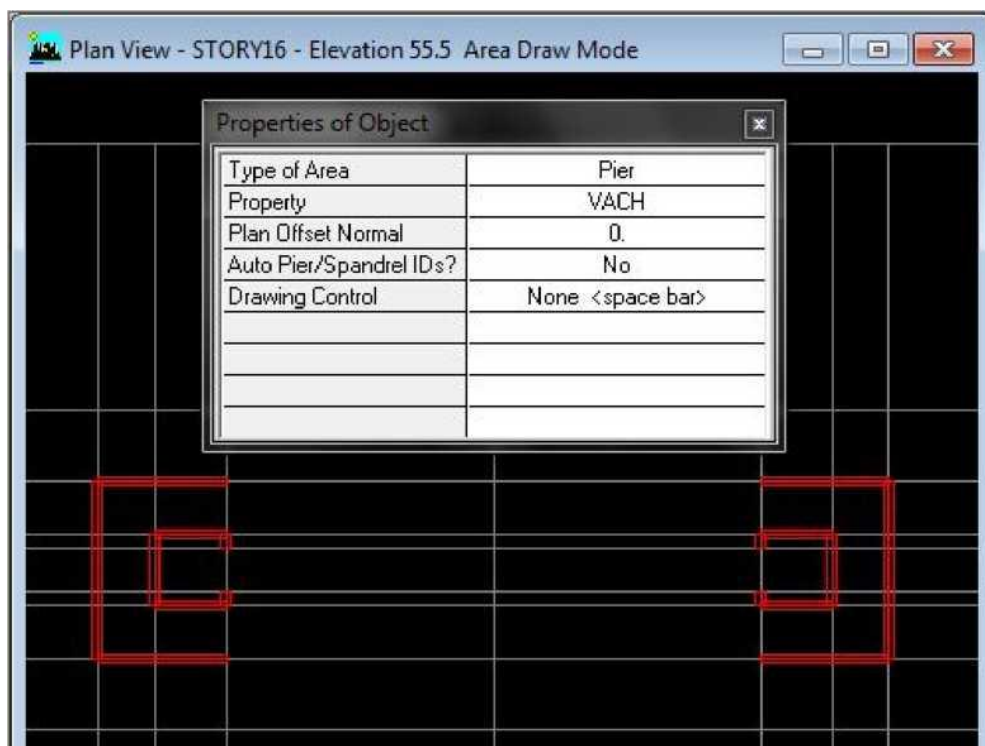 Plan View - STORY16 - Elevation 55.5 Area Draw Mode
Properties of Object
Type of Area Pier
Property VACH
Plan Offset Normal 0.
Auto Pier/Spandrel IDs? No
Drawing Control None <space bar>